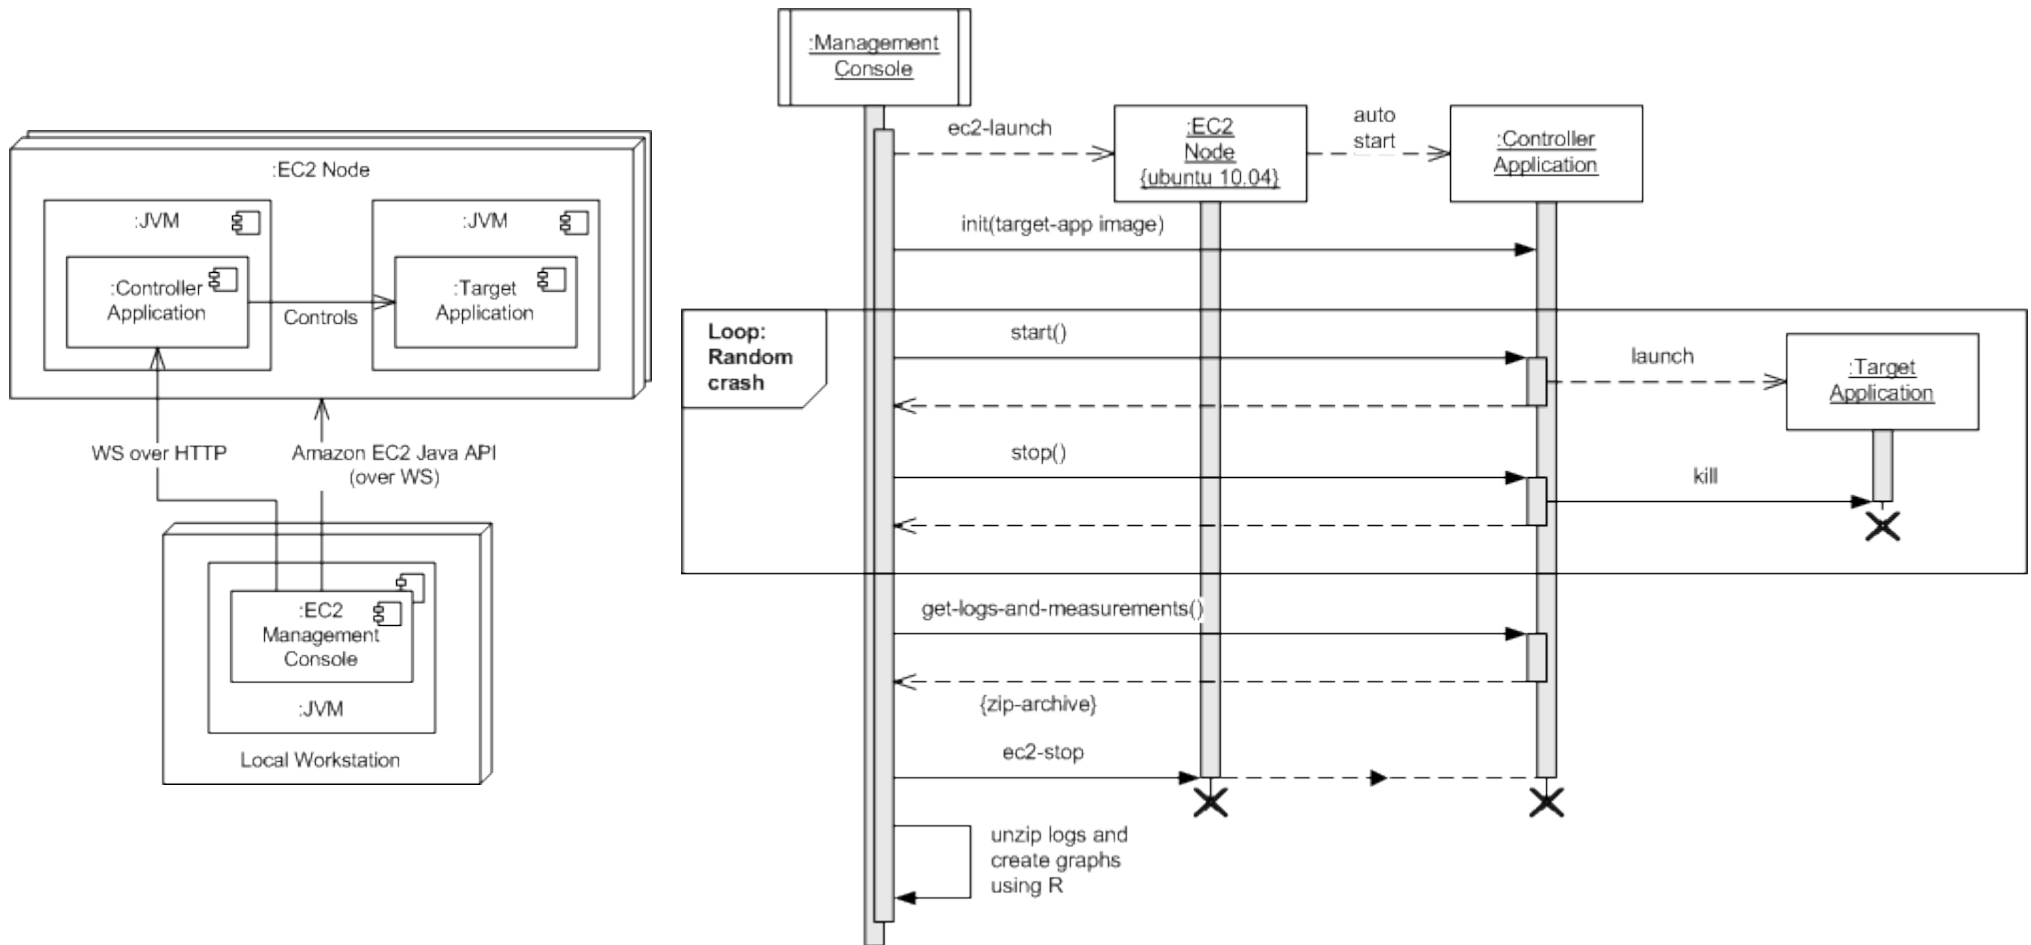 :EC2 Node
:JVM
:JVM
:Controller
Application
Controls
:Target
Application
WS over HTTP
Amazon EC2 Java API
(over WS)
:EC2
Management
Console
:JVM
Local Workstation
:Management
Console
ec2-launch
:EC2
Node
{ubuntu 10.04}
auto
start
:Controller
Application
init(target-app image)
Loop:
Random
crash
start()
launch
:Target
Application
stop()
kill
get-logs-and-measurements()
{zip-archive}
ec2-stop
unzip logs and
create graphs
using R